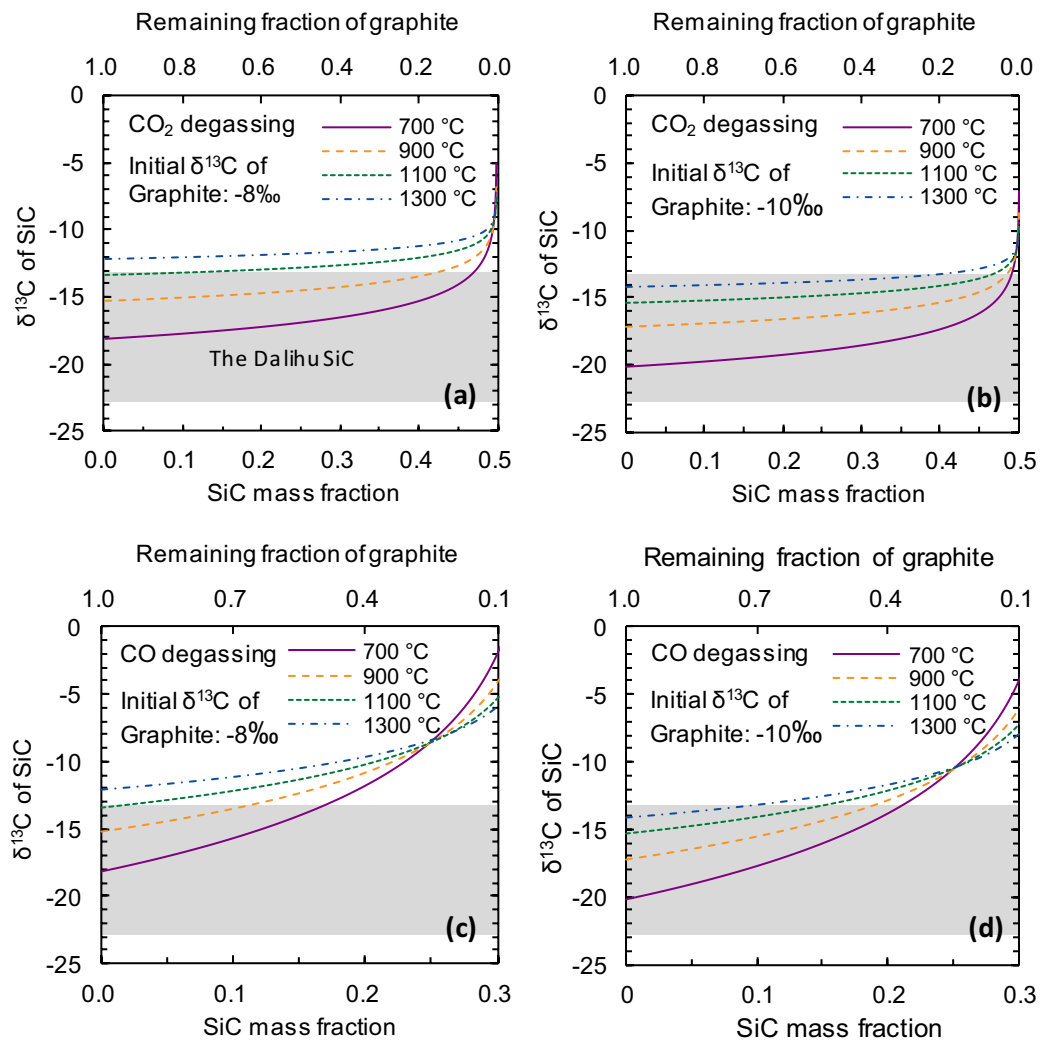 Remaining fraction of graphite
1.0 0.8 0.6 0.4 0.2 0.0
0
-5
-10
-15
-20
-25
δ¹³C of SiC
CO₂ degassing
Initial δ¹³C of
Graphite: -8‰
700 °C
900 °C
1100 °C
1300 °C
The Dalihu SiC
(a)
0.0 0.1 0.2 0.3 0.4 0.5
SiC mass fraction
Remaining fraction of graphite
1.0 0.8 0.6 0.4 0.2 0.0
0
-5
-10
-15
-20
-25
δ¹³C of SiC
CO₂ degassing
Initial δ¹³C of
Graphite: -10‰
700 °C
900 °C
1100 °C
1300 °C
(b)
0 0.1 0.2 0.3 0.4 0.5
SiC mass fraction
Remaining fraction of graphite
1.0 0.7 0.4 0.1
0
-5
-10
-15
-20
-25
δ¹³C of SiC
CO degassing
Initial δ¹³C of
Graphite: -8‰
700 °C
900 °C
1100 °C
1300 °C
(c)
0.0 0.1 0.2 0.3
SiC mass fraction
Remaining fraction of graphite
1.0 0.7 0.4 0.1
0
-5
-10
-15
-20
-25
δ¹³C of SiC
CO degassing
Initial δ¹³C of
Graphite: -10‰
700 °C
900 °C
1100 °C
1300 °C
(d)
0 0.1 0.2 0.3
SiC mass fraction